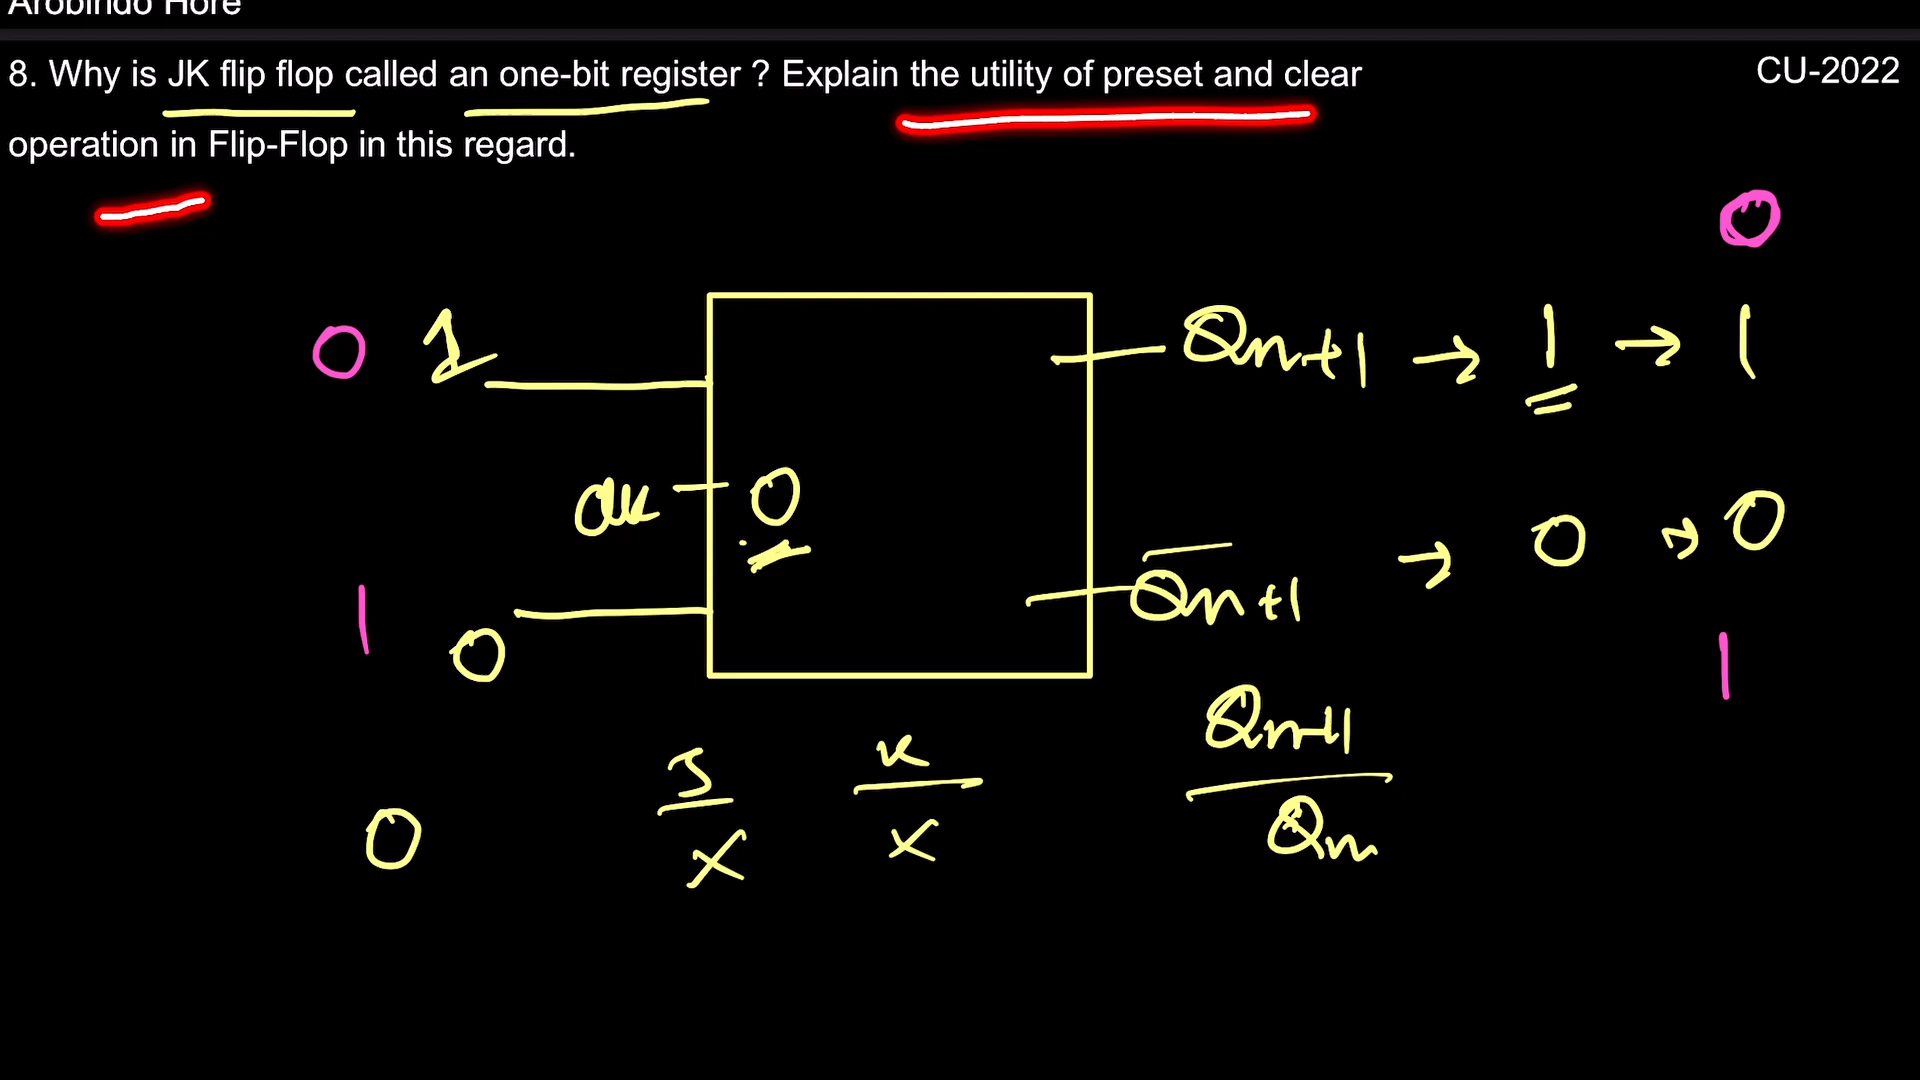 Arobindo Hore
8. Why is JK flip flop called an one-bit register ? Explain the utility of preset and clear
CU-2022
operation in Flip-Flop in this regard.
0
0 1 Qn+1 → 1 → 1
clk 0
Q̅n+1 → 0 → 0
1 0 1
J K Qn+1
0 X X Qn